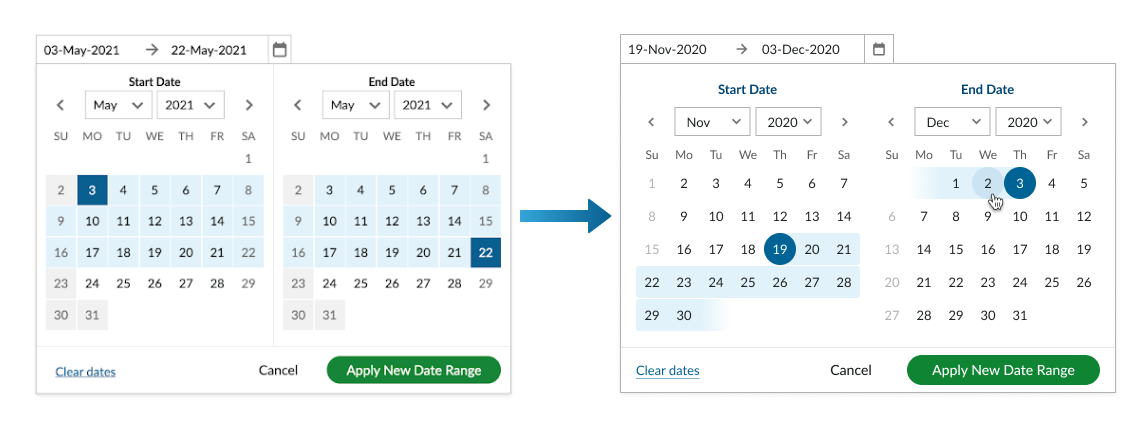 03-May-2021 → 22-May-2021
Start Date
May 2021
SU MO TU WE TH FR SA
1
2 3 4 5 6 7 8
9 10 11 12 13 14 15
16 17 18 19 20 21 22
23 24 25 26 27 28 29
30 31
End Date
May 2021
SU MO TU WE TH FR SA
1
2 3 4 5 6 7 8
9 10 11 12 13 14 15
16 17 18 19 20 21 22
23 24 25 26 27 28 29
30 31
Clear dates Cancel Apply New Date Range
19-Nov-2020 → 03-Dec-2020
Start Date
Nov 2020
Su Mo Tu We Th Fr Sa
1 2 3 4 5 6 7
8 9 10 11 12 13 14
15 16 17 18 19 20 21
22 23 24 25 26 27 28
29 30
End Date
Dec 2020
Su Mo Tu We Th Fr Sa
1 2 3 4 5
6 7 8 9 10 11 12
13 14 15 16 17 18 19
20 21 22 23 24 25 26
27 28 29 30 31
Clear dates Cancel Apply New Date Range